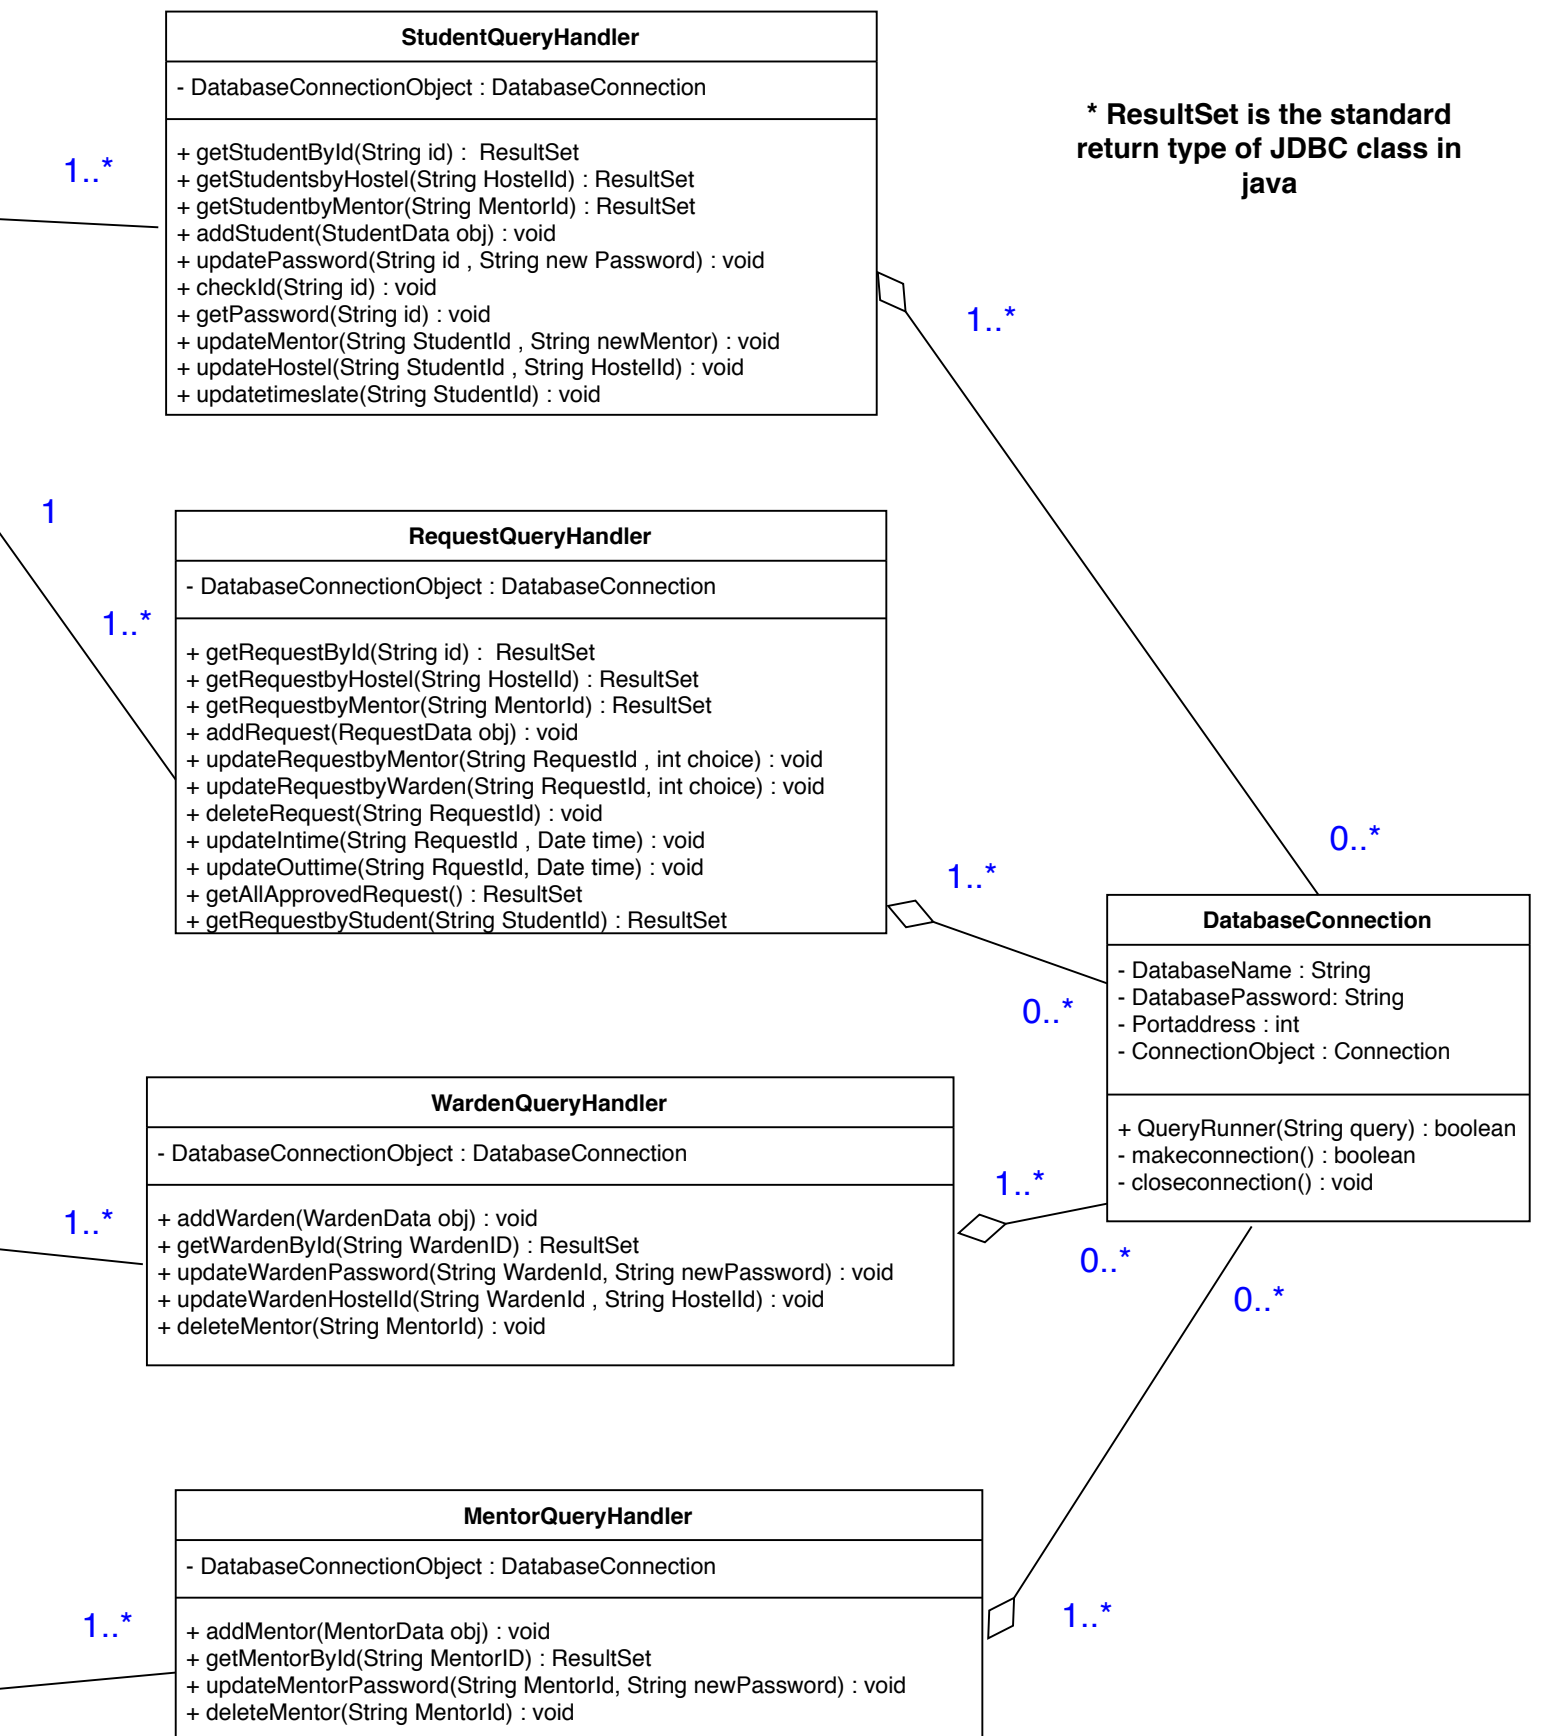 StudentQueryHandler
- DatabaseConnectionObject : DatabaseConnection
+ getStudentById(String id) :  ResultSet
+ getStudentsbyHostel(String HostelId) : ResultSet
+ getStudentbyMentor(String MentorId) : ResultSet
+ addStudent(StudentData obj) : void
+ updatePassword(String id , String new Password) : void
+ checkId(String id) : void
+ getPassword(String id) : void
+ updateMentor(String StudentId , String newMentor) : void
+ updateHostel(String StudentId , String HostelId) : void
+ updatetimeslate(String StudentId) : void
* ResultSet is the standard
return type of JDBC class in
java
1..*
1..*
1
1..*
RequestQueryHandler
- DatabaseConnectionObject : DatabaseConnection
+ getRequestById(String id) :  ResultSet
+ getRequestbyHostel(String HostelId) : ResultSet
+ getRequestbyMentor(String MentorId) : ResultSet
+ addRequest(RequestData obj) : void
+ updateRequestbyMentor(String RequestId , int choice) : void
+ updateRequestbyWarden(String RequestId, int choice) : void
+ deleteRequest(String RequestId) : void
+ updateIntime(String RequestId , Date time) : void
+ updateOuttime(String RquestId, Date time) : void
+ getAllApprovedRequest() : ResultSet
+ getRequestbyStudent(String StudentId) : ResultSet
0..*
1..*
0..*
DatabaseConnection
- DatabaseName : String
- DatabasePassword: String
- Portaddress : int
- ConnectionObject : Connection
+ QueryRunner(String query) : boolean
- makeconnection() : boolean
- closeconnection() : void
WardenQueryHandler
- DatabaseConnectionObject : DatabaseConnection
+ addWarden(WardenData obj) : void
+ getWardenById(String WardenID) : ResultSet
+ updateWardenPassword(String WardenId, String newPassword) : void
+ updateWardenHostelId(String WardenId , String HostelId) : void
+ deleteMentor(String MentorId) : void
1..*
1..*
0..*
0..*
MentorQueryHandler
- DatabaseConnectionObject : DatabaseConnection
+ addMentor(MentorData obj) : void
+ getMentorById(String MentorID) : ResultSet
+ updateMentorPassword(String MentorId, String newPassword) : void
+ deleteMentor(String MentorId) : void
1..*
1..*